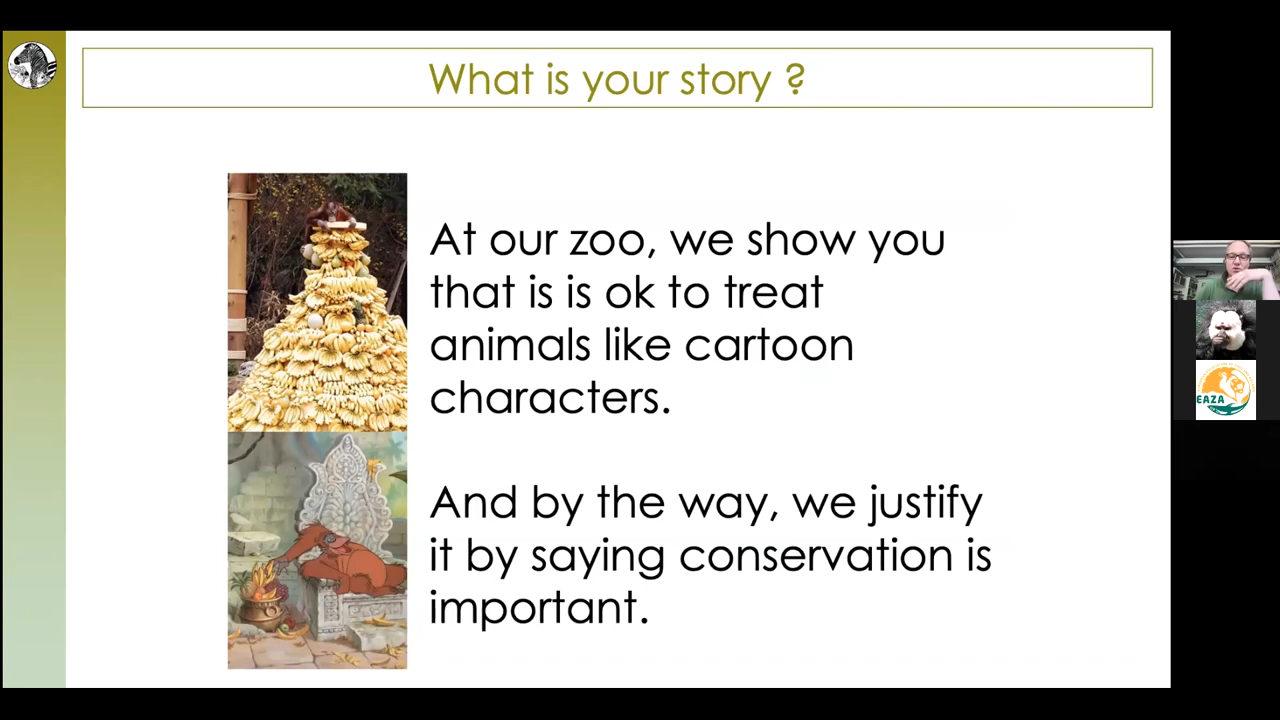 What is your story ?
At our zoo, we show you
that is is ok to treat
animals like cartoon
characters.
And by the way, we justify
it by saying conservation is
important.
EAZA